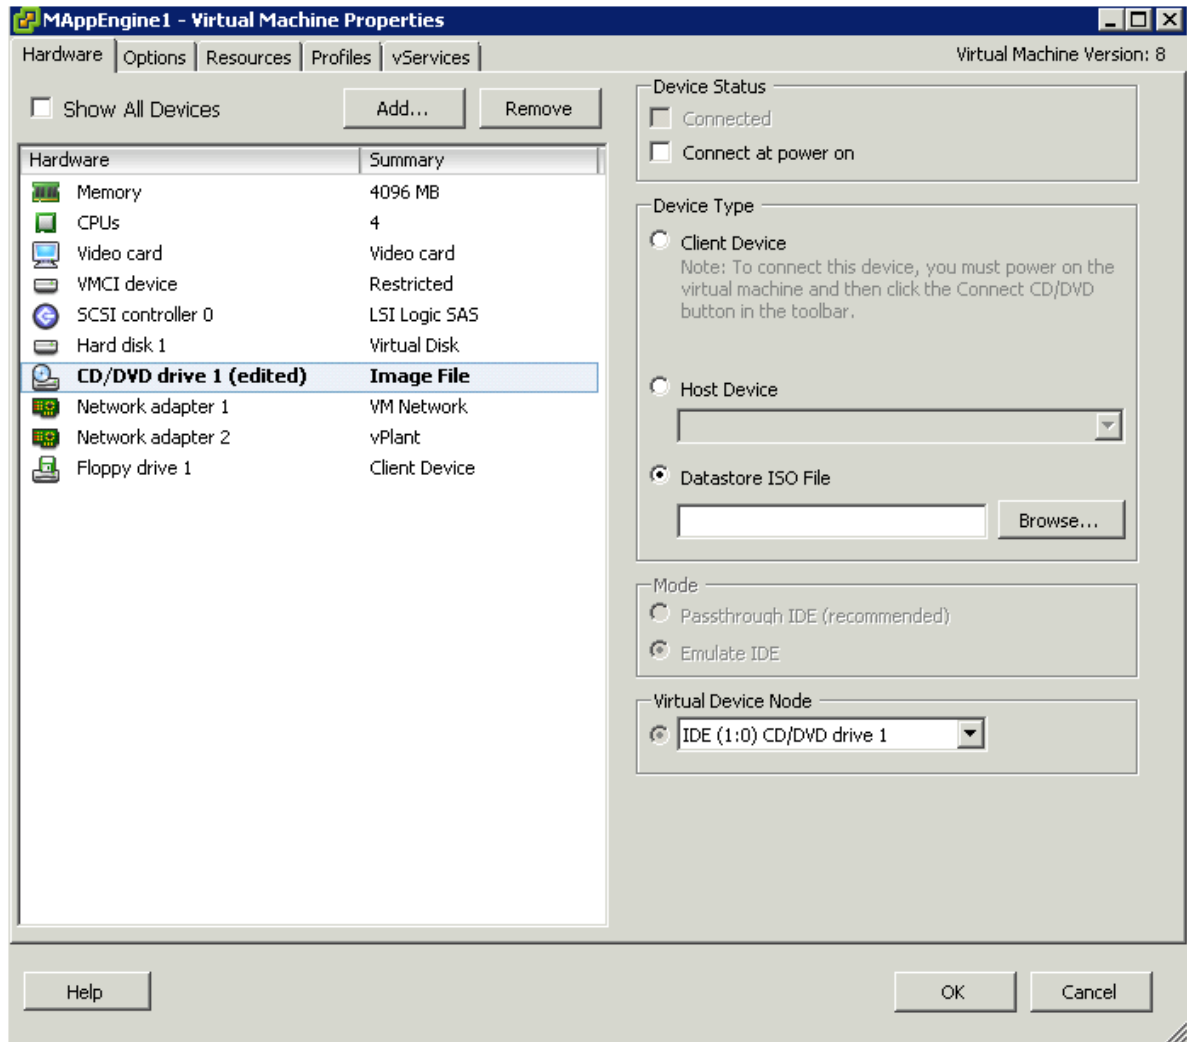 MAppEngine1 - Virtual Machine Properties
Hardware Options Resources Profiles vServices Virtual Machine Version: 8
Show All Devices Add... Remove
Hardware Summary
Memory 4096 MB
CPUs 4
Video card Video card
VMCI device Restricted
SCSI controller 0 LSI Logic SAS
Hard disk 1 Virtual Disk
CD/DVD drive 1 (edited) Image File
Network adapter 1 VM Network
Network adapter 2 vPlant
Floppy drive 1 Client Device
Device Status
Connected
Connect at power on
Device Type
Client Device
Note: To connect this device, you must power on the
virtual machine and then click the Connect CD/DVD
button in the toolbar.
Host Device
Datastore ISO File
Browse...
Mode
Passthrough IDE (recommended)
Emulate IDE
Virtual Device Node
IDE (1:0) CD/DVD drive 1
Help OK Cancel